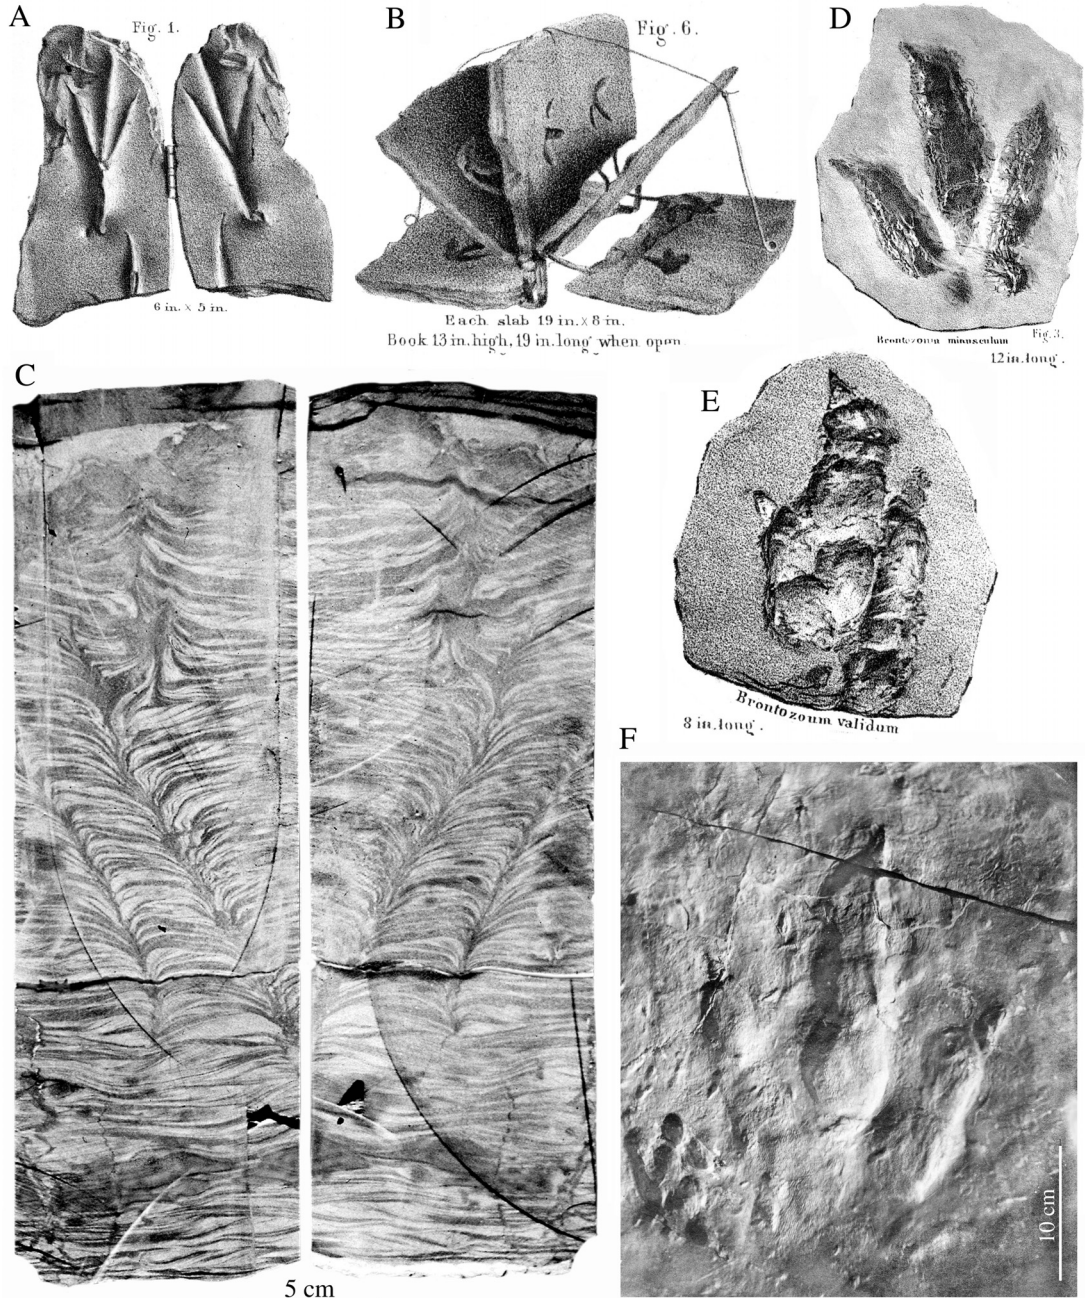 A
Fig. 1.
6 in. x 5 in.
B
Fig. 6.
Each slab 19 in. x 8 in.
Book 13 in. high, 19 in. long when open.
D
Brontozoum minusculum
Fig. 3.
12 in. long.
C
5 cm
E
Brontozoum validum
8 in. long.
F
10 cm